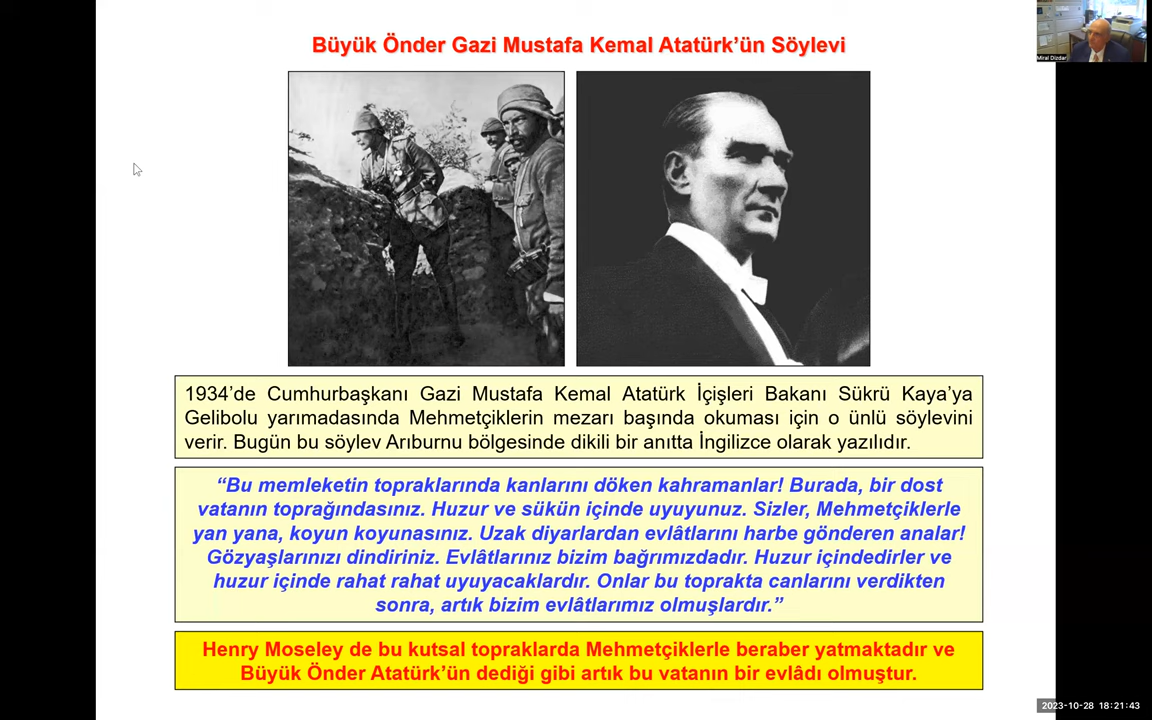 Büyük Önder Gazi Mustafa Kemal Atatürk’ün Söylevi
Miral Dizdar
1934’de Cumhurbaşkanı Gazi Mustafa Kemal Atatürk İçişleri Bakanı Sükrü Kaya’ya
Gelibolu yarımadasında Mehmetçiklerin mezarı başında okuması için o ünlü söylevini
verir. Bugün bu söylev Arıburnu bölgesinde dikili bir anıtta İngilizce olarak yazılıdır.
“Bu memleketin topraklarında kanlarını döken kahramanlar! Burada, bir dost
vatanın toprağındasınız. Huzur ve sükün içinde uyuyunuz. Sizler, Mehmetçiklerle
yan yana, koyun koyunasınız. Uzak diyarlardan evlâtlarını harbe gönderen analar!
Gözyaşlarınızı dindiriniz. Evlâtlarınız bizim bağrımızdadır. Huzur içindedirler ve
huzur içinde rahat rahat uyuyacaklardır. Onlar bu toprakta canlarını verdikten
sonra, artık bizim evlâtlarımız olmuşlardır.”
Henry Moseley de bu kutsal topraklarda Mehmetçiklerle beraber yatmaktadır ve
Büyük Önder Atatürk’ün dediği gibi artık bu vatanın bir evlâdı olmuştur.
2023-10-28 18:21:43